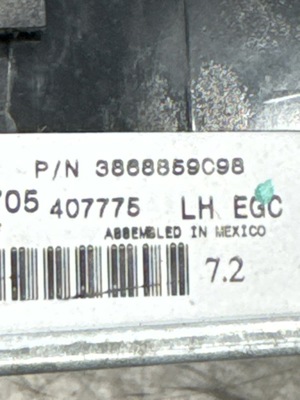 P/N 3868859C98
705 407775 LH EGC
ASSEMBLED IN MEXICO
7.2